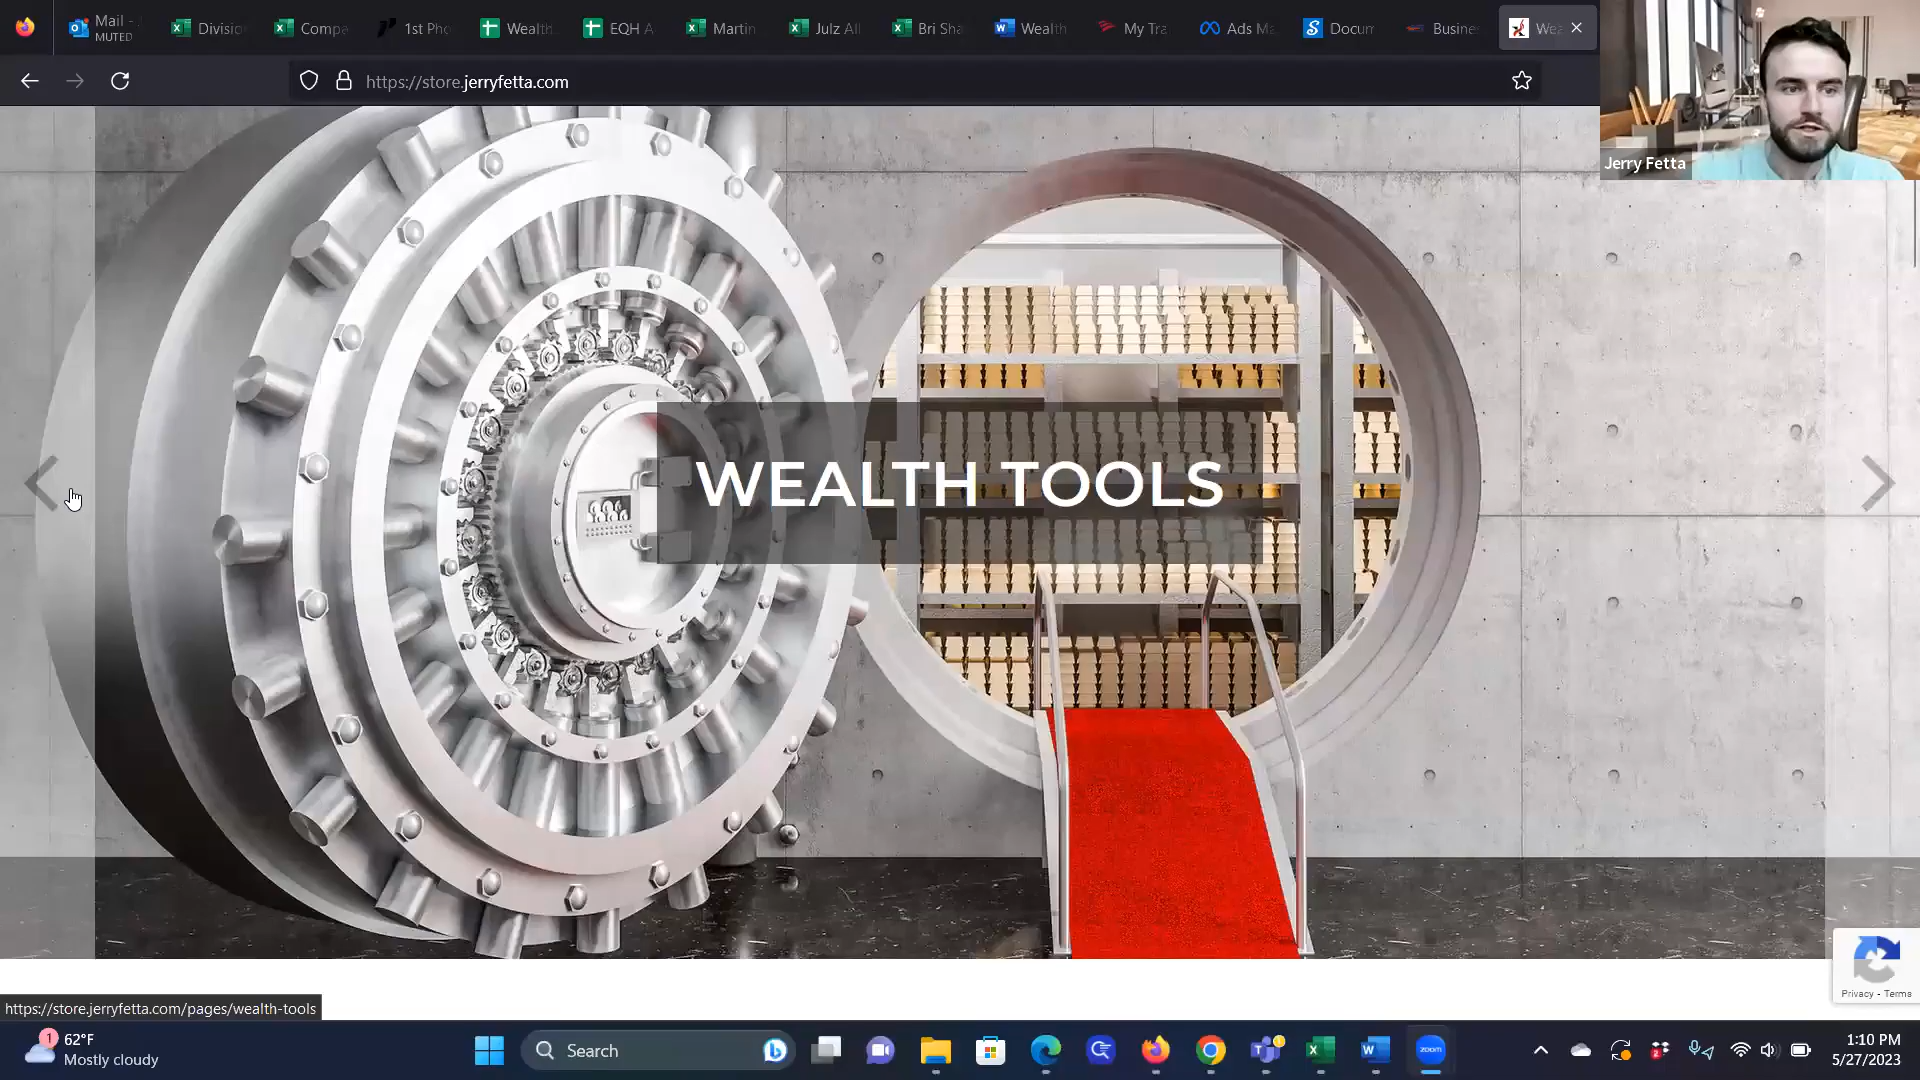 Mail -
MUTED
Divisio
Compa
1st Pho
Wealth
EQH A
Martin
Julz All
Bri Sha
Wealth
My Tra
Ads Ma
Docum
Busine
Wea
https://store.jerryfetta.com
Jerry Fetta
WEALTH TOOLS
Privacy - Terms
https://store.jerryfetta.com/pages/wealth-tools
1
62°F
Mostly cloudy
Search
zoom
1:10 PM
5/27/2023